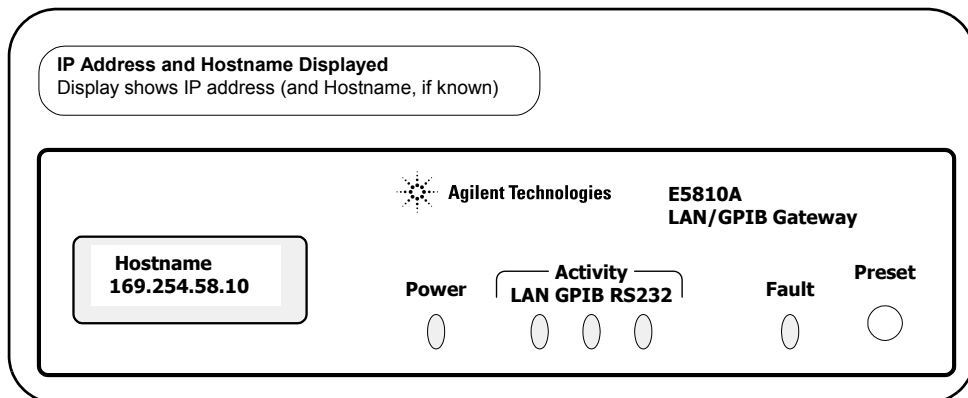 IP Address and Hostname Displayed
Display shows IP address (and Hostname, if known)
Agilent Technologies
E5810A
LAN/GPIB Gateway
Hostname
169.254.58.10
Power
Activity
LAN GPIB RS232
Fault
Preset